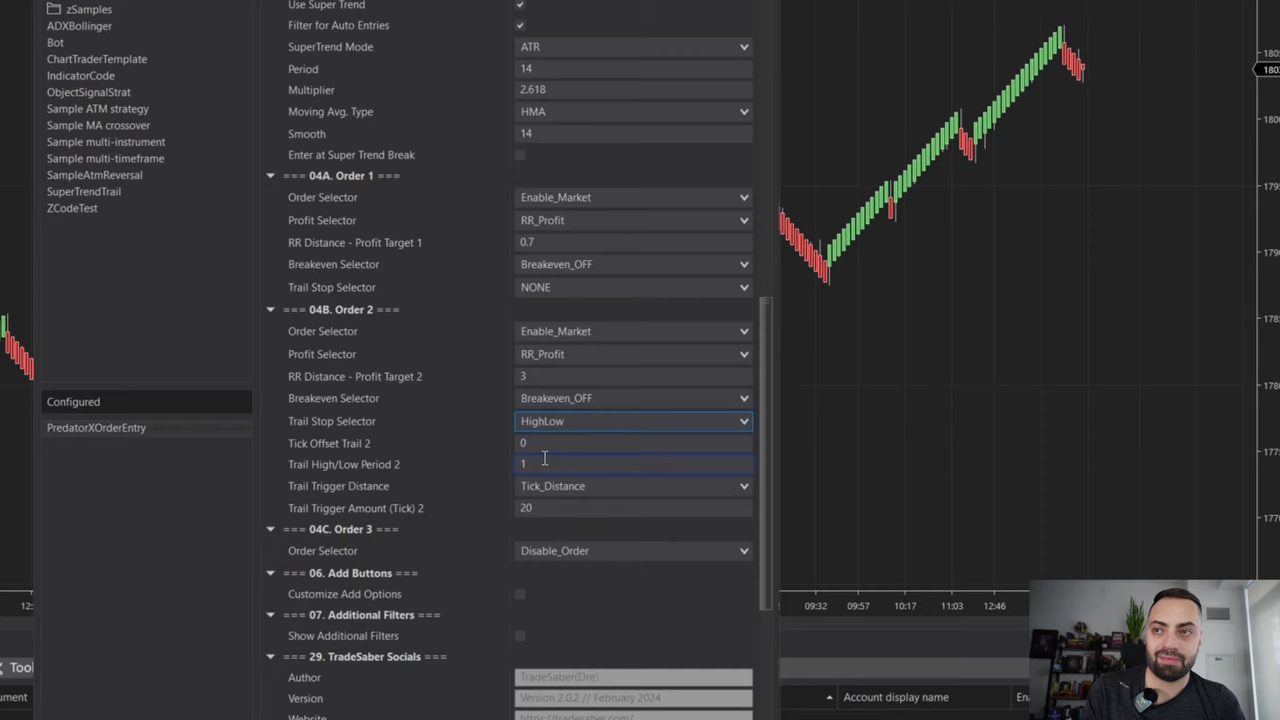 zSamples
ADXBollinger
Bot
ChartTraderTemplate
IndicatorCode
ObjectSignalStrat
Sample ATM strategy
Sample MA crossover
Sample multi-instrument
Sample multi-timeframe
SampleAtmReversal
SuperTrendTrail
ZCodeTest
Configured
PredatorXOrderEntry
Use Super Trend
Filter for Auto Entries
SuperTrend Mode ATR
Period 14
Multiplier 2.618
Moving Avg. Type HMA
Smooth 14
Enter at Super Trend Break
=== 04A. Order 1 ===
Order Selector Enable_Market
Profit Selector RR_Profit
RR Distance - Profit Target 1 0.7
Breakeven Selector Breakeven_OFF
Trail Stop Selector NONE
=== 04B. Order 2 ===
Order Selector Enable_Market
Profit Selector RR_Profit
RR Distance - Profit Target 2 3
Breakeven Selector Breakeven_OFF
Trail Stop Selector HighLow
Tick Offset Trail 2 0
Trail High/Low Period 2 1
Trail Trigger Distance Tick_Distance
Trail Trigger Amount (Tick) 2 20
=== 04C. Order 3 ===
Order Selector Disable_Order
=== 06. Add Buttons ===
Customize Add Options
=== 07. Additional Filters ===
Show Additional Filters
=== 29. TradeSaber Socials ===
Author TradeSaber(Dre)
Version Version 2.0.2 // February 2024
Website https://tradesaber.com/
12:
09:32 09:57 10:17 11:03 12:46
Account display name